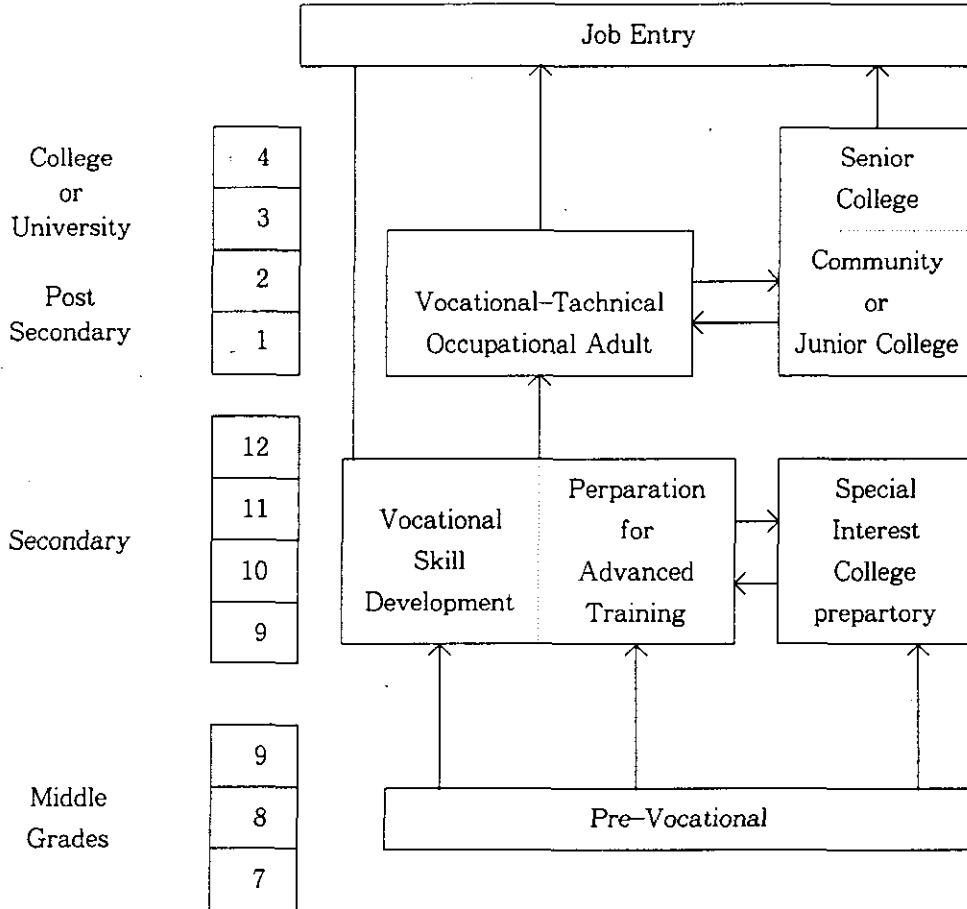 Job Entry
College
or
University
4
3
Senior
College
Post
Secondary
2
1
Vocational-Tachnical
Occupational Adult
Community
or
Junior College
Secondary
12
11
10
9
Vocational
Skill
Development
Perparation
for
Advanced
Training
Special
Interest
College
prepartory
Middle
Grades
9
8
7
Pre-Vocational